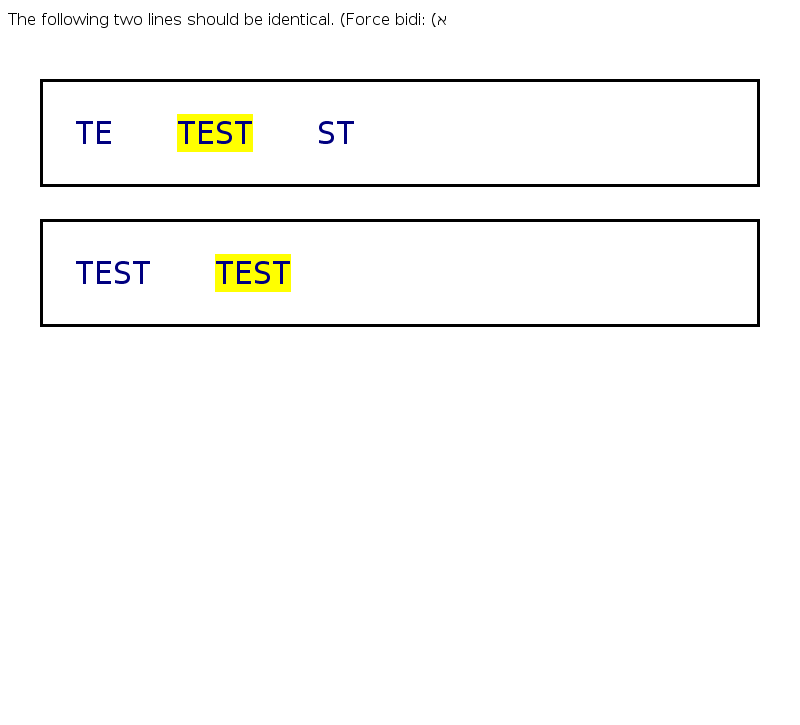 The following two lines should be identical. (Force bidi: (א
TE TEST ST
TEST TEST